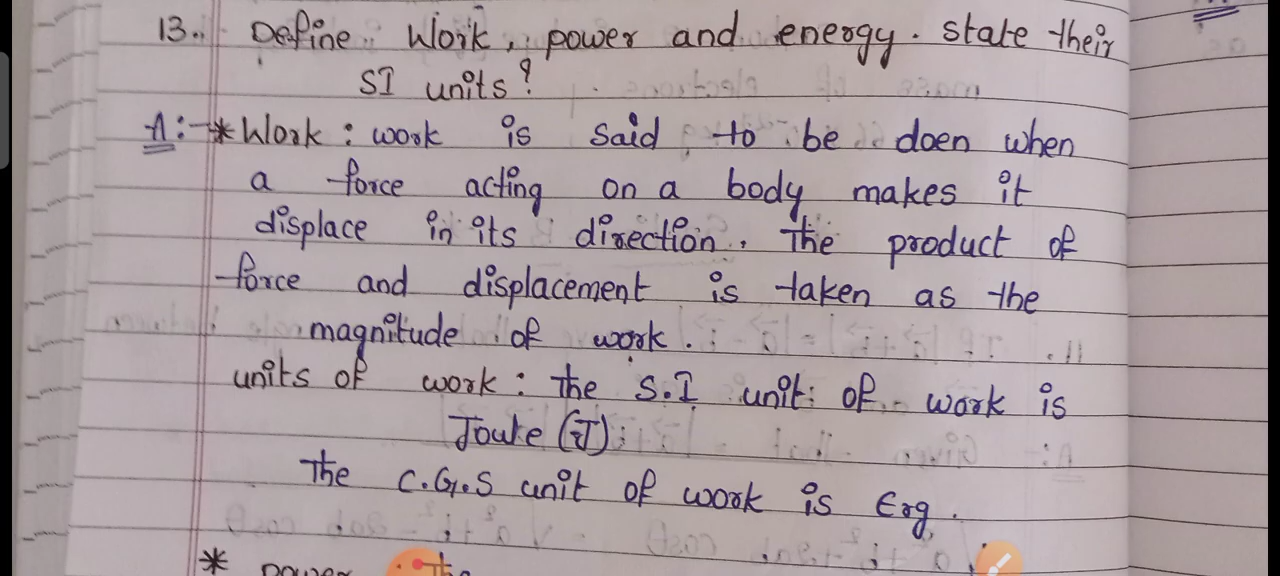 13. Define Work, power and energy. State their
SI units?
A:- * Work: work is said to be doen when
a force acting on a body makes it
displace in its direction. The product of
force and displacement is taken as the
magnitude of work.
units of work: the S.I unit of work is
Joule (J)
The C.G.S unit of work is Erg.
* power The